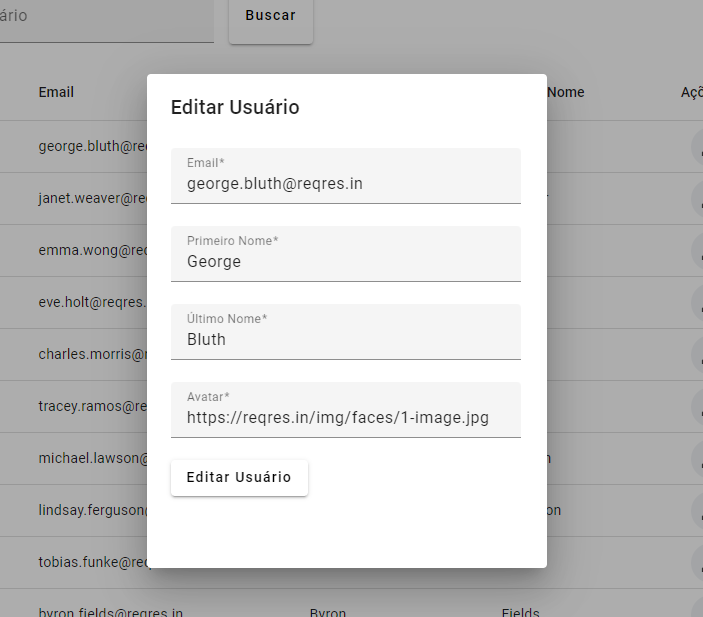 ário
Buscar
Email
Nome
Editar Usuário
Email*
george.bluth@reqres.in
Primeiro Nome*
George
Último Nome*
Bluth
Avatar*
https://reqres.in/img/faces/1-image.jpg
Editar Usuário
george.bluth@re
janet.weaver@re
emma.wong@re
eve.holt@reqres.
charles.morris@
tracey.ramos@re
michael.lawson@
lindsay.ferguson
on
tobias.funke@re
byron.fields@reqres.in Byron Fields